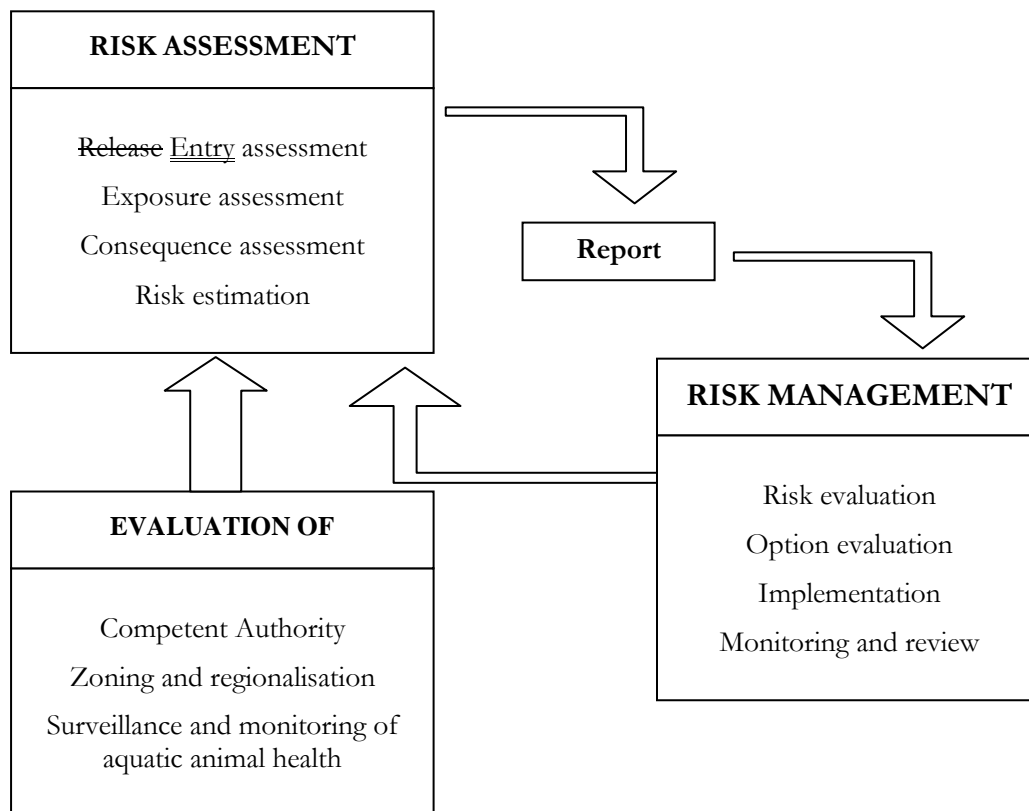 RISK ASSESSMENT
Release Entry assessment
Exposure assessment
Consequence assessment
Risk estimation
Report
RISK MANAGEMENT
Risk evaluation
Option evaluation
Implementation
Monitoring and review
EVALUATION OF
Competent Authority
Zoning and regionalisation
Surveillance and monitoring of
aquatic animal health